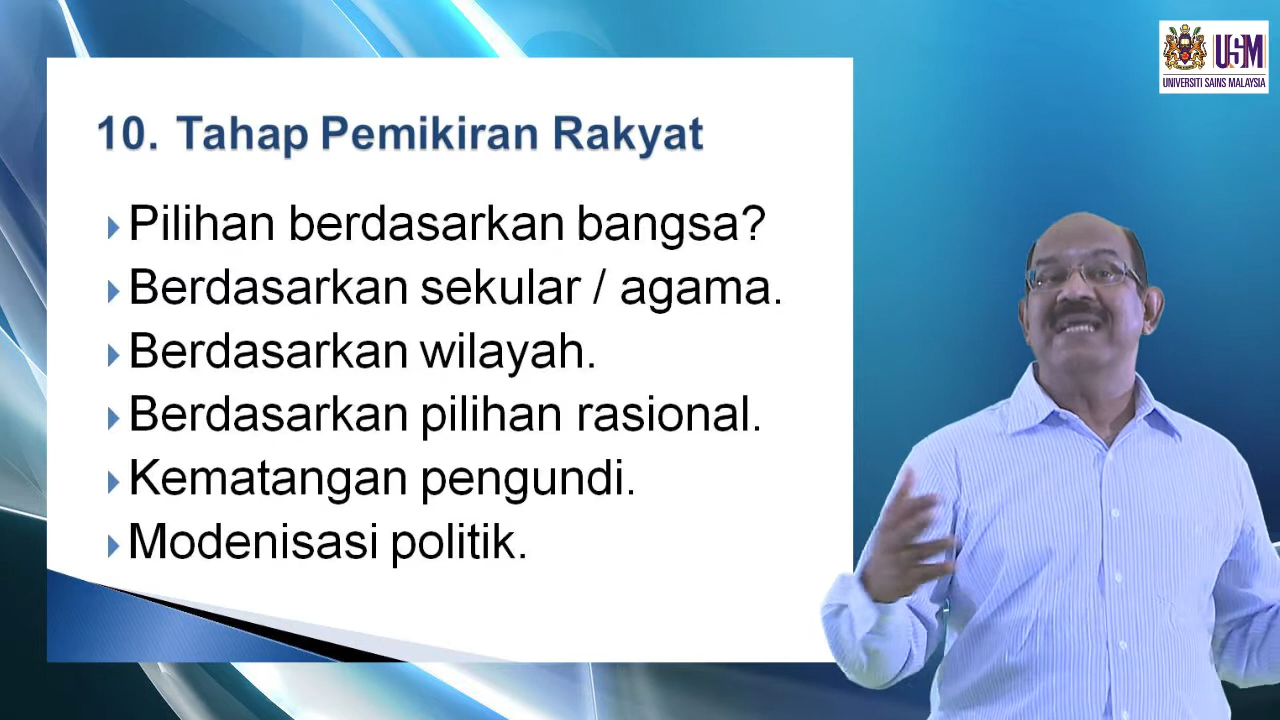 USM
UNIVERSITI SAINS MALAYSIA
10. Tahap Pemikiran Rakyat
Pilihan berdasarkan bangsa?
Berdasarkan sekular / agama.
Berdasarkan wilayah.
Berdasarkan pilihan rasional.
Kematangan pengundi.
Modenisasi politik.